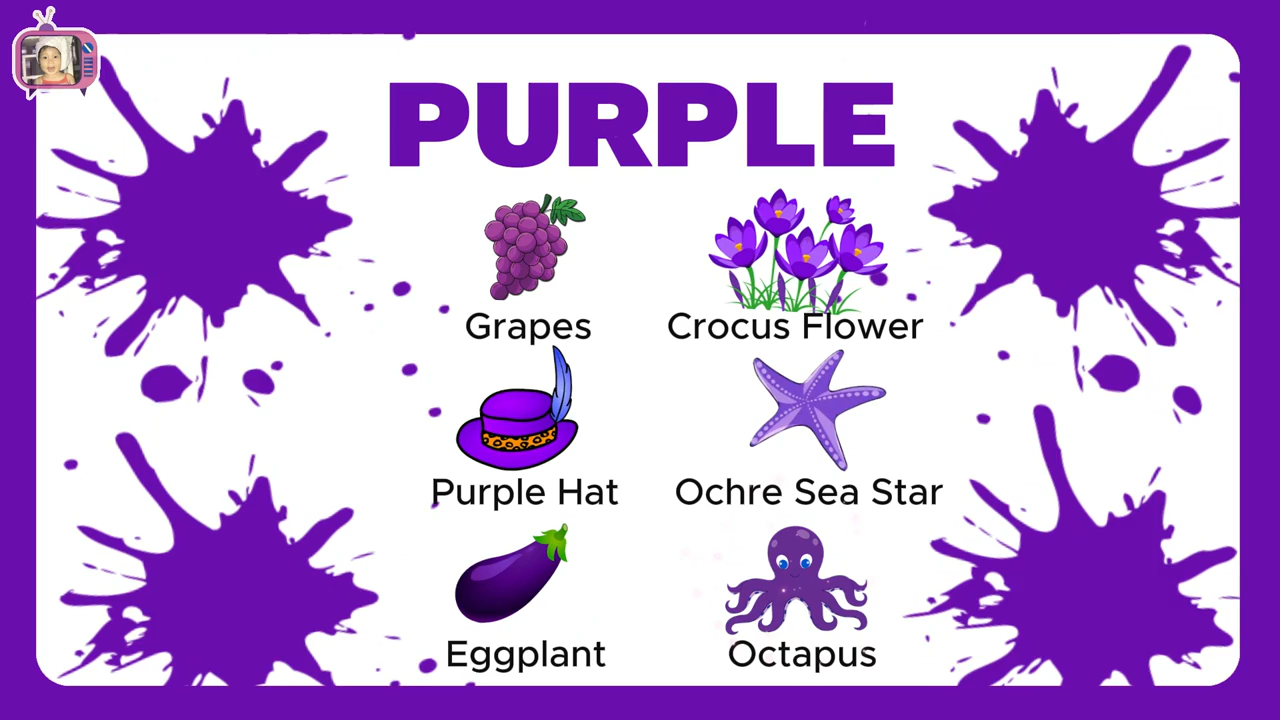 PURPLE
Grapes
Crocus Flower
Purple Hat
Ochre Sea Star
Eggplant
Octapus